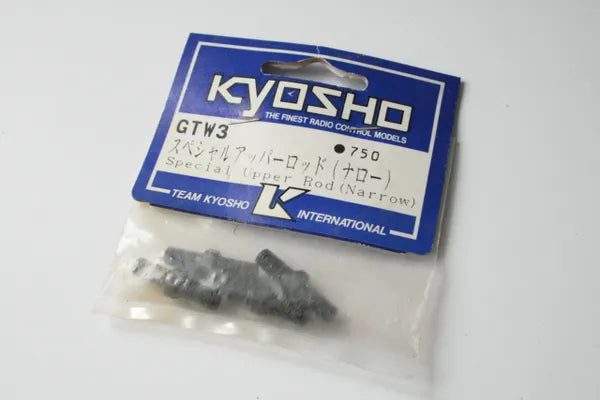 KYOSHO
THE FINEST RADIO CONTROL MODELS
GTW3 ●750
スペシャルアッパーロッド(ナロー)
Special Upper Rod(Narrow)
TEAM KYOSHO K INTERNATIONAL